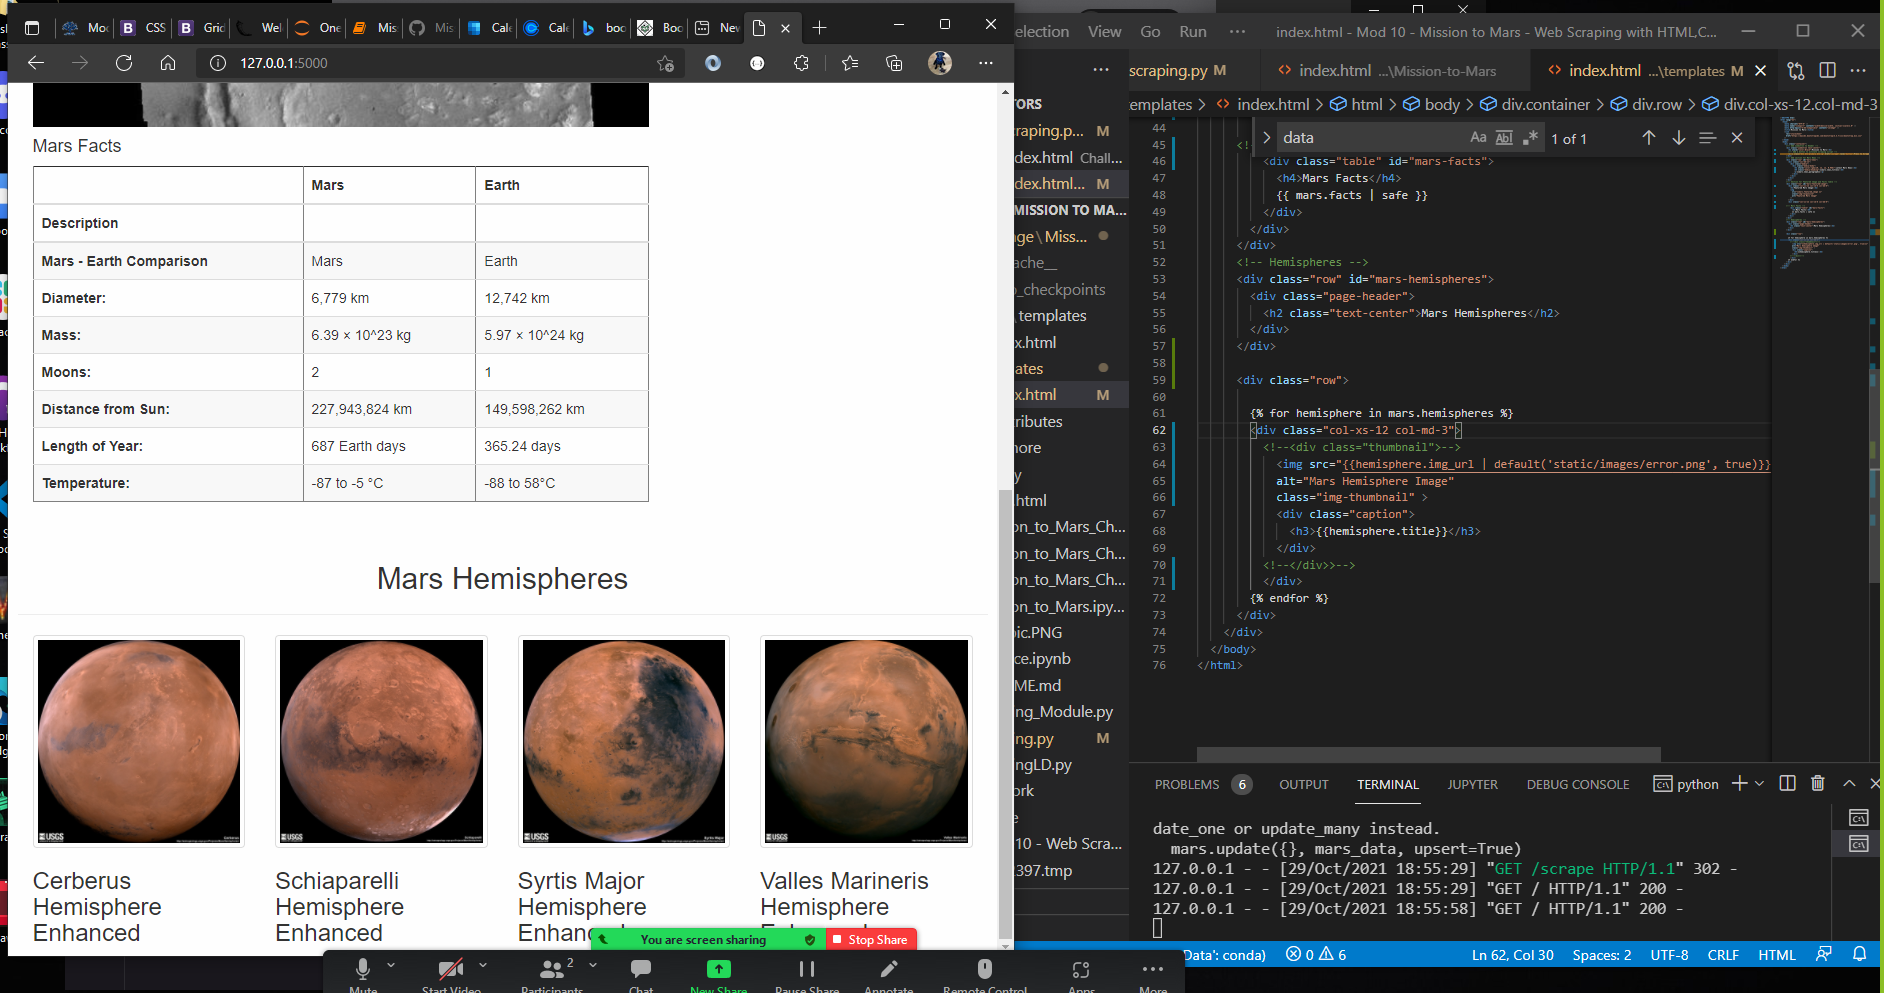 Moc
CSS
Grid
Wel
One
Mis
Mis
Cale
Cale
boo
Boo
Nev
127.0.0.1:5000
Mars Facts
Mars Earth
Description
Mars - Earth Comparison Mars Earth
Diameter: 6,779 km 12,742 km
Mass: 6.39 × 10^23 kg 5.97 × 10^24 kg
Moons: 2 1
Distance from Sun: 227,943,824 km 149,598,262 km
Length of Year: 687 Earth days 365.24 days
Temperature: -87 to -5 °C -88 to 58°C
Mars Hemispheres
USGS
USGS
USGS
USGS
Cerberus
Hemisphere
Enhanced
Schiaparelli
Hemisphere
Enhanced
Syrtis Major
Hemisphere
Enhanc
Valles Marineris
Hemisphere
You are screen sharing
Stop Share
Mute
Start Video
Participants 2
Chat
New Share
Pause Share
Annotate
Remote Control
Apps
More
election View Go Run ··· index.html - Mod 10 - Mission to Mars - Web Scraping with HTML,C...
scraping.py M
index.html ...\Mission-to-Mars
index.html ...\templates M
emplates > index.html > html > body > div.container > div.row > div.col-xs-12.col-md-3
data
1 of 1
TORS
craping.p... M
dex.html Chall...
dex.html... M
MISSION TO MA...
ge\Miss...
ache__
_checkpoints
templates
x.html
ates
x.html M
tributes
ore
y
html
on_to_Mars_Ch...
on_to_Mars_Ch...
on_to_Mars_Ch...
on_to_Mars.ipy...
ic.PNG
ce.ipynb
ME.md
ng_Module.py
ng.py M
ngLD.py
ork
e
10 - Web Scra...
397.tmp
44
45 <!-
46 <div class="table" id="mars-facts">
47 <h4>Mars Facts</h4>
48 {{ mars.facts | safe }}
49 </div>
50 </div>
51 </div>
52 <!-- Hemispheres -->
53 <div class="row" id="mars-hemispheres">
54 <div class="page-header">
55 <h2 class="text-center">Mars Hemispheres</h2>
56 </div>
57 </div>
58
59 <div class="row">
60
61 {% for hemisphere in mars.hemispheres %}
62 <div class="col-xs-12 col-md-3">
63 <!--<div class="thumbnail">-->
64 <img src="{{hemisphere.img_url | default('static/images/error.png', true)}}
65 alt="Mars Hemisphere Image"
66 class="img-thumbnail" >
67 <div class="caption">
68 <h3>{{hemisphere.title}}</h3>
69 </div>
70 <!--</div>>-->
71 </div>
72 {% endfor %}
73 </div>
74 </div>
75 </body>
76 </html>
PROBLEMS 6 OUTPUT TERMINAL JUPYTER DEBUG CONSOLE python
date_one or update_many instead.
mars.update({}, mars_data, upsert=True)
127.0.0.1 - - [29/Oct/2021 18:55:29] "GET /scrape HTTP/1.1" 302 -
127.0.0.1 - - [29/Oct/2021 18:55:29] "GET / HTTP/1.1" 200 -
127.0.0.1 - - [29/Oct/2021 18:55:58] "GET / HTTP/1.1" 200 -
Data': conda) 0 6 Ln 62, Col 30 Spaces: 2 UTF-8 CRLF HTML